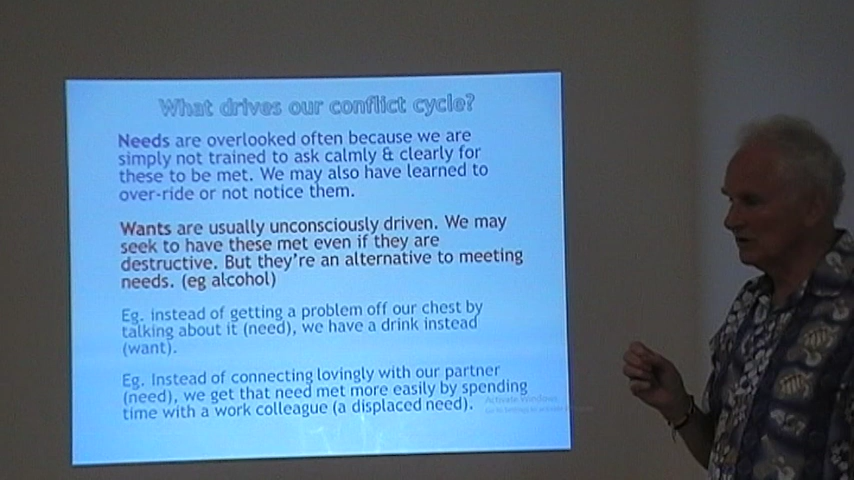 What drives our conflict cycle?
Needs are overlooked often because we are
simply not trained to ask calmly & clearly for
these to be met. We may also have learned to
over-ride or not notice them.
Wants are usually unconsciously driven. We may
seek to have these met even if they are
destructive. But they're an alternative to meeting
needs. (eg alcohol)
Eg. instead of getting a problem off our chest by
talking about it (need), we have a drink instead
(want).
Eg. Instead of connecting lovingly with our partner
(need), we get that need met more easily by spending
time with a work colleague (a displaced need).
Activate Windows